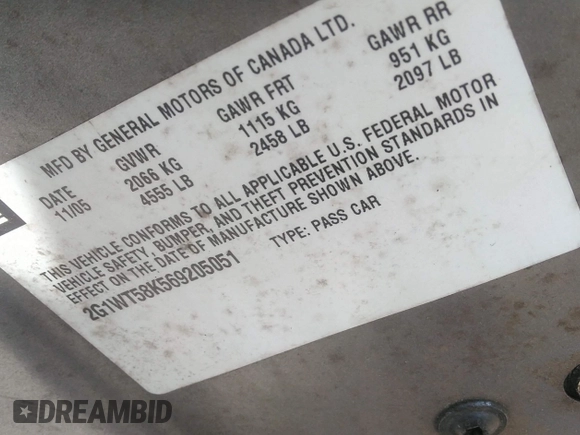 MFD BY GENERAL MOTORS OF CANADA LTD.
DATE GVWR GAWR FRT GAWR RR
11/05 2066 KG 1115 KG 951 KG
4555 LB 2458 LB 2097 LB
THIS VEHICLE CONFORMS TO ALL APPLICABLE U.S. FEDERAL MOTOR
VEHICLE SAFETY, BUMPER, AND THEFT PREVENTION STANDARDS IN
EFFECT ON THE DATE OF MANUFACTURE SHOWN ABOVE.
2G1WT58K569205051 TYPE: PASS CAR
DREAMBID